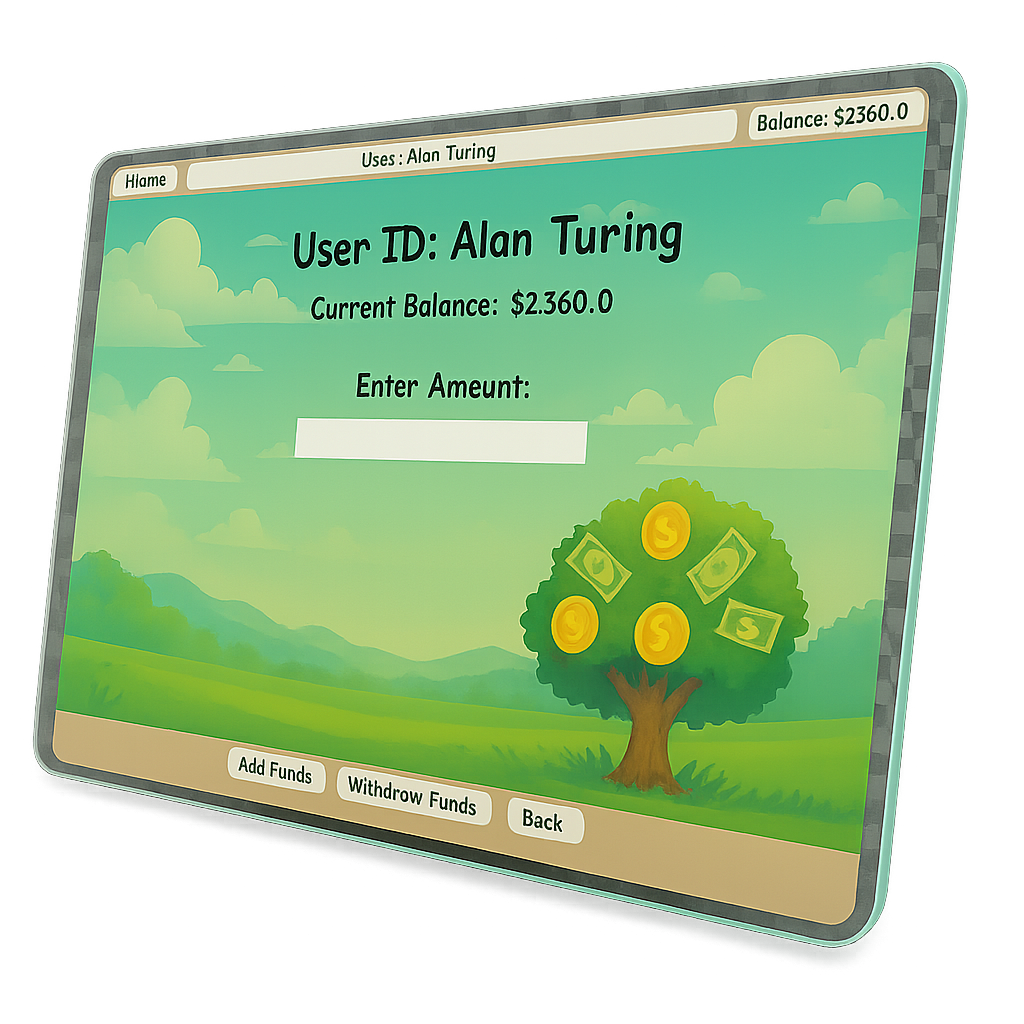 Hlame
Uses : Alan Turing
Balance: $2360.0
User ID: Alan Turing
Current Balance: $2.360.0
Enter Ameunt:
Add Funds
Withdrow Funds
Back